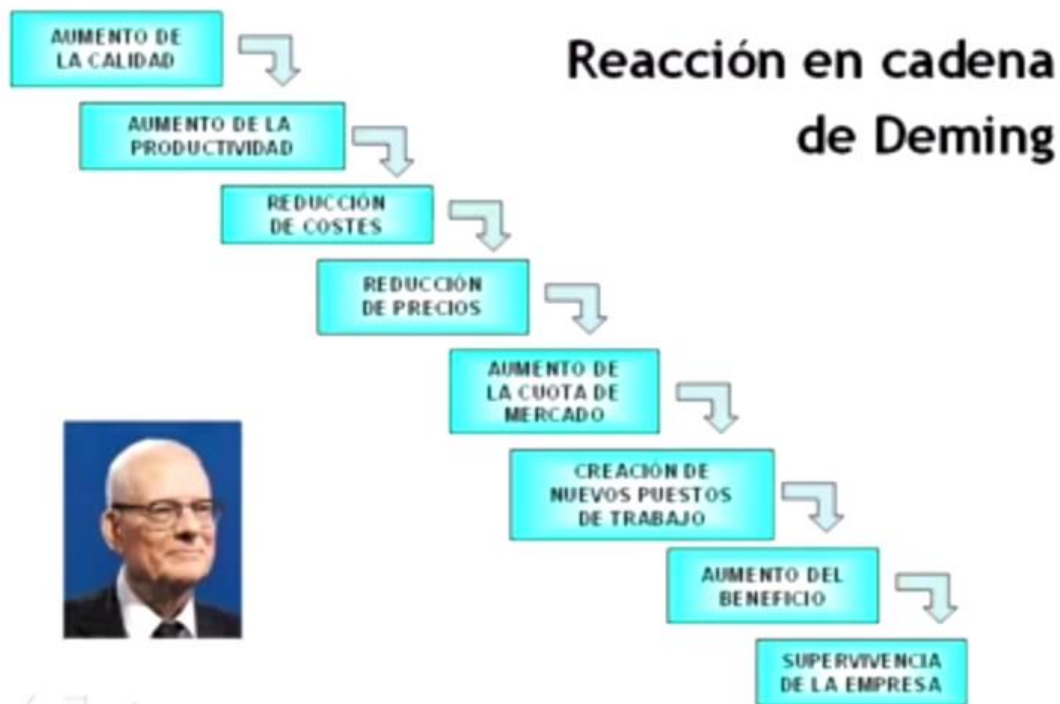 Reacción en cadena
de Deming
AUMENTO DE
LA CALIDAD
AUMENTO DE LA
PRODUCTIVIDAD
REDUCCIÓN
DE COSTES
REDUCCIÓN
DE PRECIOS
AUMENTO DE
LA CUOTA DE
MERCADO
CREACIÓN DE
NUEVOS PUESTOS
DE TRABAJO
AUMENTO DEL
BENEFICIO
SUPERVIVENCIA
DE LA EMPRESA